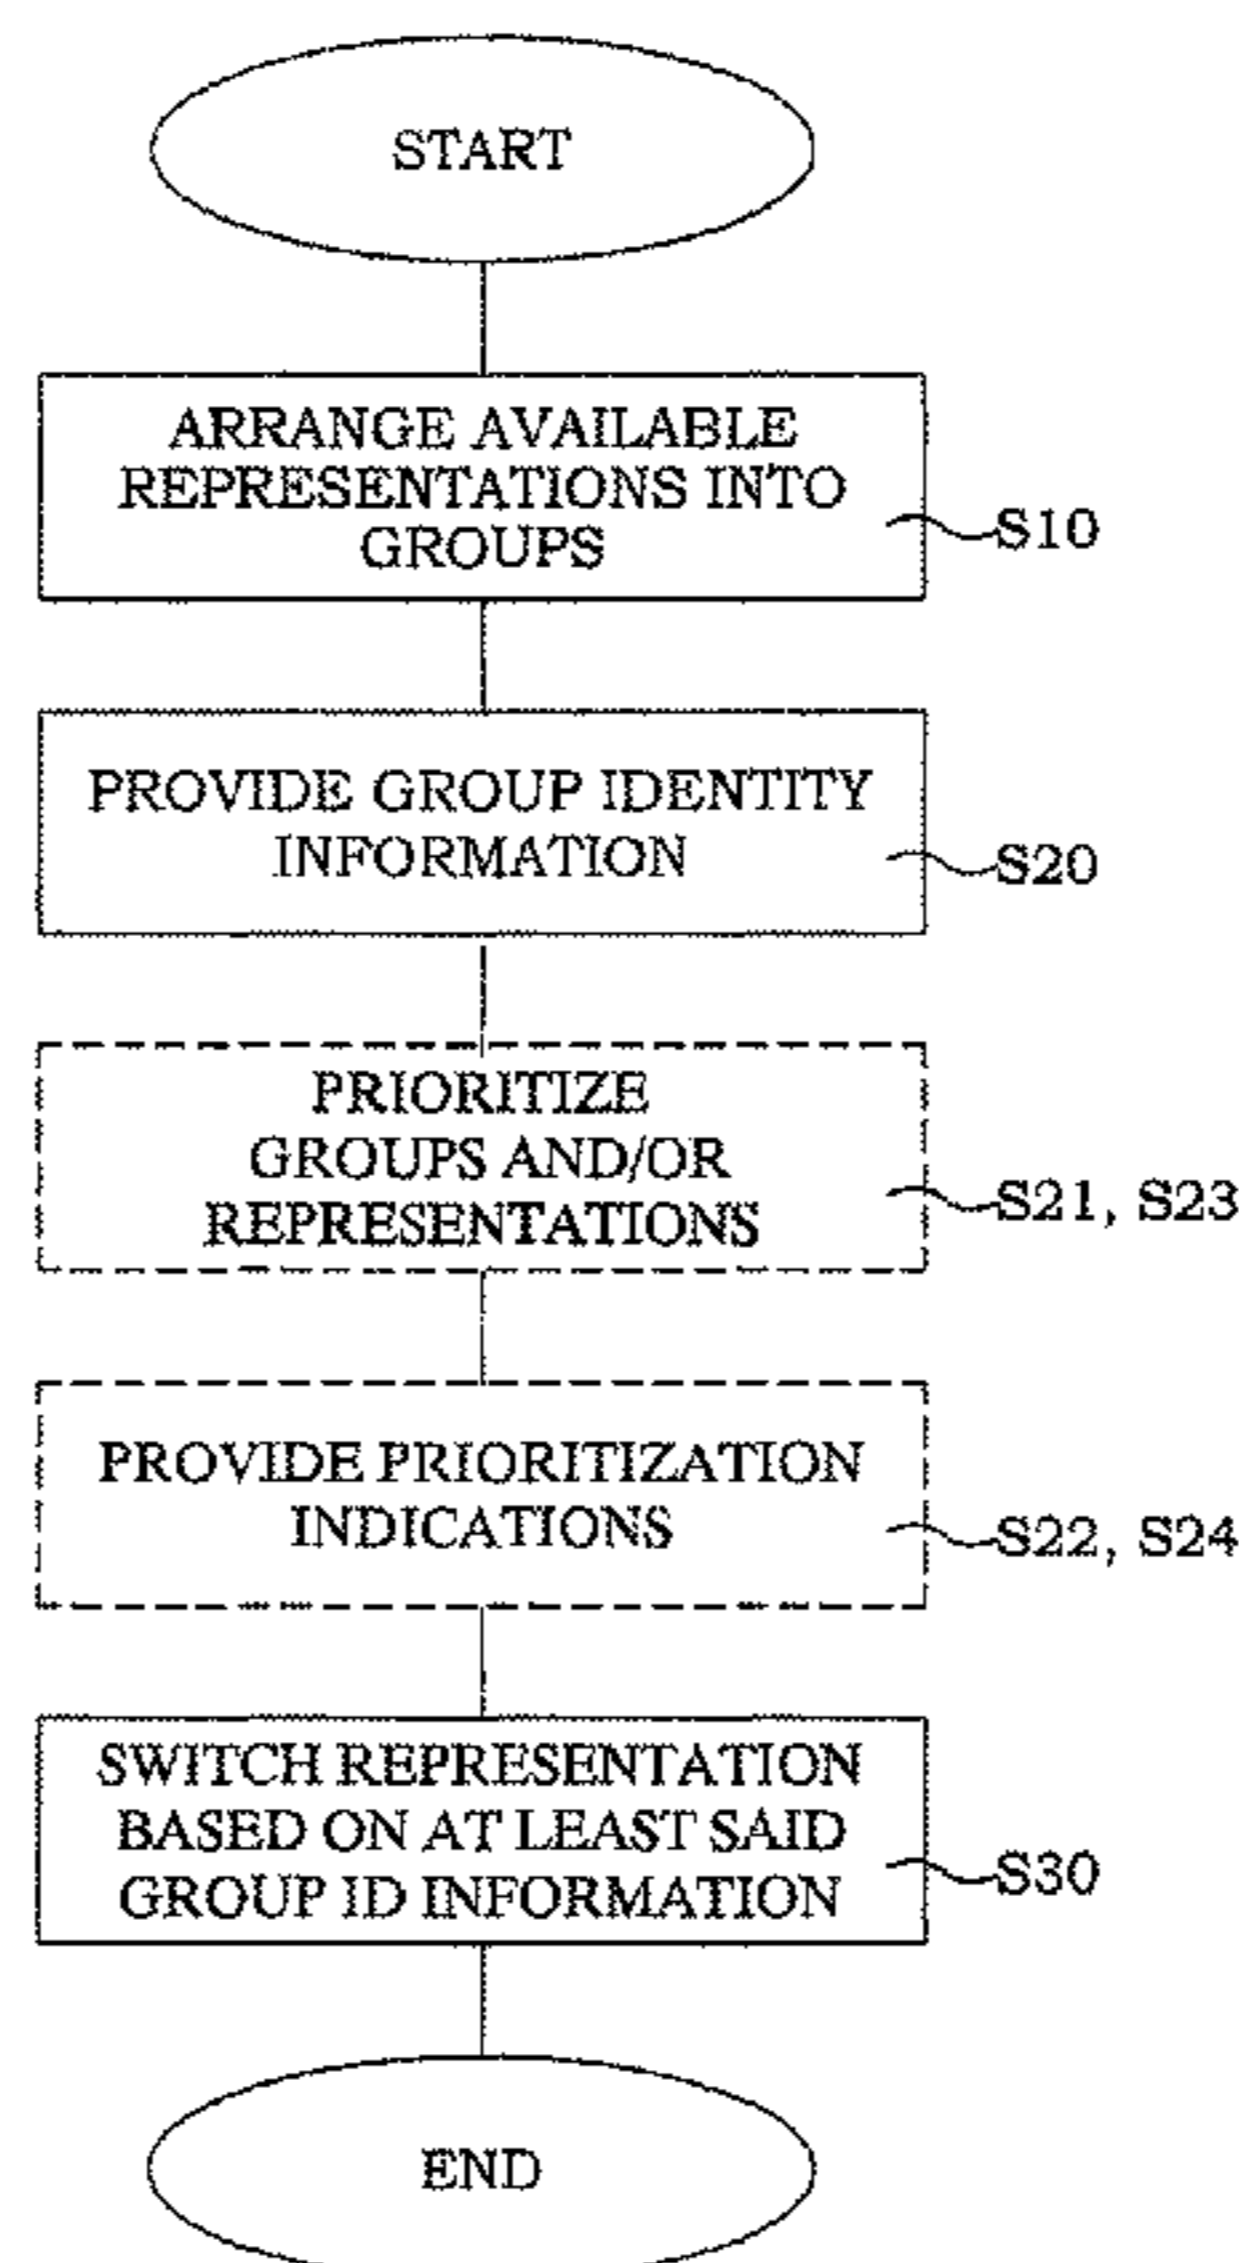 START
ARRANGE AVAILABLE
REPRESENTATIONS INTO
GROUPS
S10
PROVIDE GROUP IDENTITY
INFORMATION
S20
PRIORITIZE
GROUPS AND/OR
REPRESENTATIONS
S21, S23
PROVIDE PRIORITIZATION
INDICATIONS
S22, S24
SWITCH REPRESENTATION
BASED ON AT LEAST SAID
GROUP ID INFORMATION
S30
END